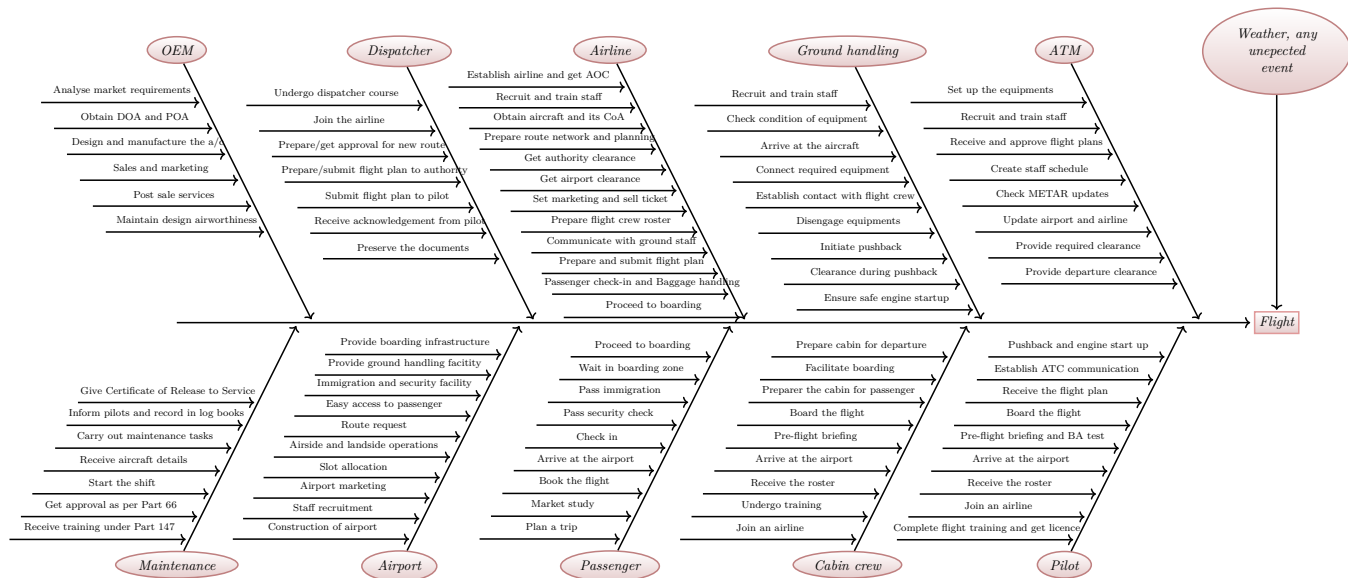 OEM
Analyse market requirements
Obtain DOA and POA
Design and manufacture the a/c
Sales and marketing
Post sale services
Maintain design airworthiness
Dispatcher
Undergo dispatcher course
Join the airline
Prepare/get approval for new route
Prepare/submit flight plan to authority
Submit flight plan to pilot
Receive acknowledgement from pilot
Preserve the documents
Airline
Establish airline and get AOC
Recruit and train staff
Obtain aircraft and its CoA
Prepare route network and planning
Get authority clearance
Get airport clearance
Set marketing and sell ticket
Prepare flight crew roster
Communicate with ground staff
Prepare and submit flight plan
Passenger check-in and Baggage handling
Proceed to boarding
Ground handling
Recruit and train staff
Check condition of equipment
Arrive at the aircraft
Connect required equipment
Establish contact with flight crew
Disengage equipments
Initiate pushback
Clearance during pushback
Ensure safe engine startup
ATM
Set up the equipments
Recruit and train staff
Receive and approve flight plans
Create staff schedule
Check METAR updates
Update airport and airline
Provide required clearance
Provide departure clearance
Weather, any
unepected
event
Flight
Give Certificate of Release to Service
Inform pilots and record in log books
Carry out maintenance tasks
Receive aircraft details
Start the shift
Get approval as per Part 66
Receive training under Part 147
Maintenance
Provide boarding infrastructure
Provide ground handling facitity
Immigration and security facility
Easy access to passenger
Route request
Airside and landside operations
Slot allocation
Airport marketing
Staff recruitment
Construction of airport
Airport
Proceed to boarding
Wait in boarding zone
Pass immigration
Pass security check
Check in
Arrive at the airport
Book the flight
Market study
Plan a trip
Passenger
Prepare cabin for departure
Facilitate boarding
Preparer the cabin for passenger
Board the flight
Pre-flight briefing
Arrive at the airport
Receive the roster
Undergo training
Join an airline
Cabin crew
Pushback and engine start up
Establish ATC communication
Receive the flight plan
Board the flight
Pre-flight briefing and BA test
Arrive at the airport
Receive the roster
Join an airline
Complete flight training and get licence
Pilot